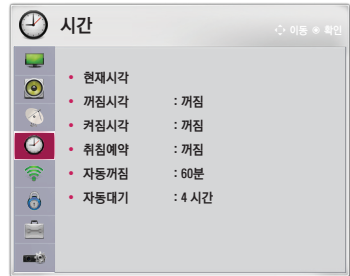 시간
이동 확인
• 현재시각
• 꺼짐시각 : 꺼짐
• 켜짐시각 : 꺼짐
• 취침예약 : 꺼짐
• 자동꺼짐 : 60분
• 자동대기 : 4 시간